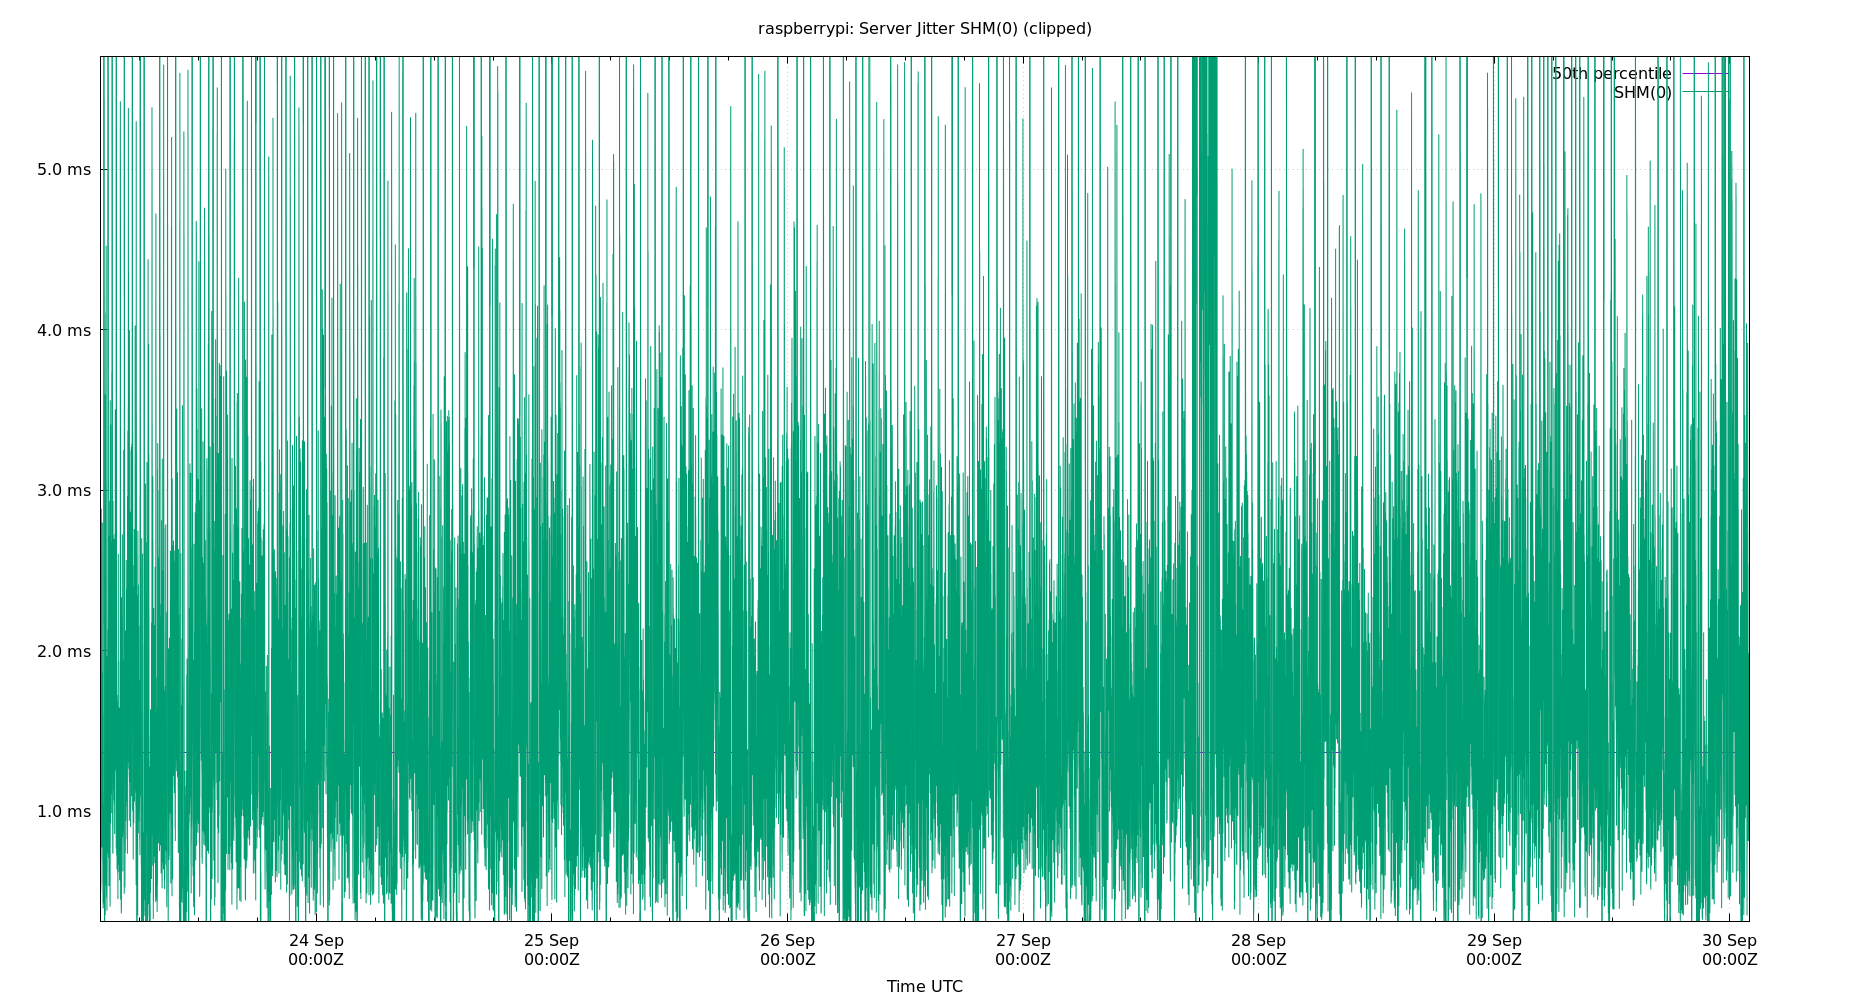 raspberrypi: Server Jitter SHM(0) (clipped)
50th percentile
SHM(0)
5.0 ms
4.0 ms
3.0 ms
2.0 ms
1.0 ms
24 Sep 25 Sep 26 Sep 27 Sep 28 Sep 29 Sep 30 Sep
00:00Z 00:00Z 00:00Z 00:00Z 00:00Z 00:00Z 00:00Z
Time UTC